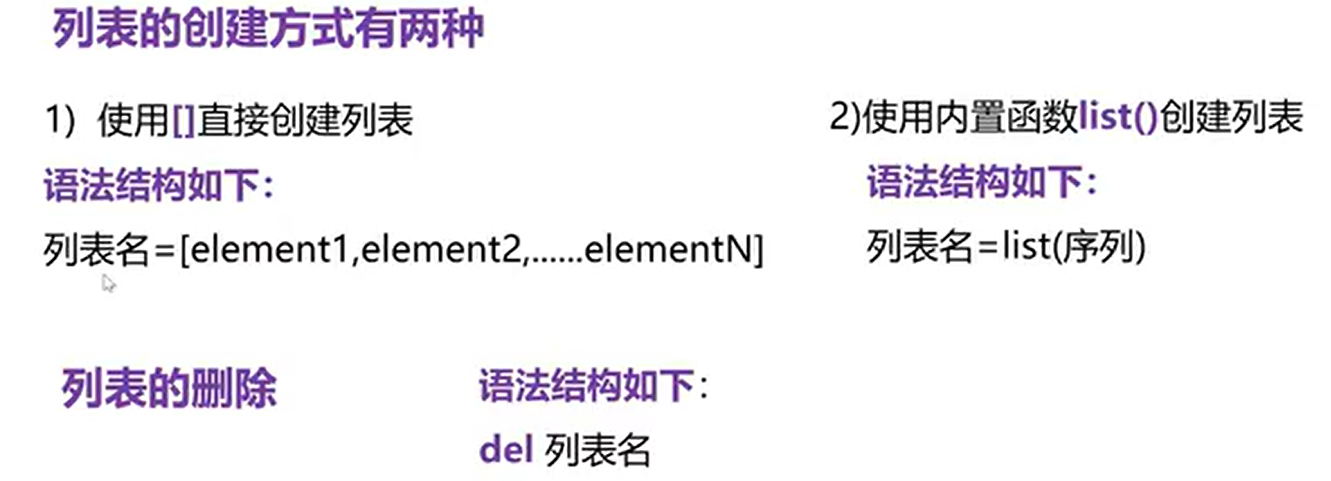 列表的创建方式有两种
1) 使用[]直接创建列表
语法结构如下：
列表名=[element1,element2,......elementN]
2)使用内置函数list()创建列表
语法结构如下：
列表名=list(序列)
列表的删除
语法结构如下：
del 列表名